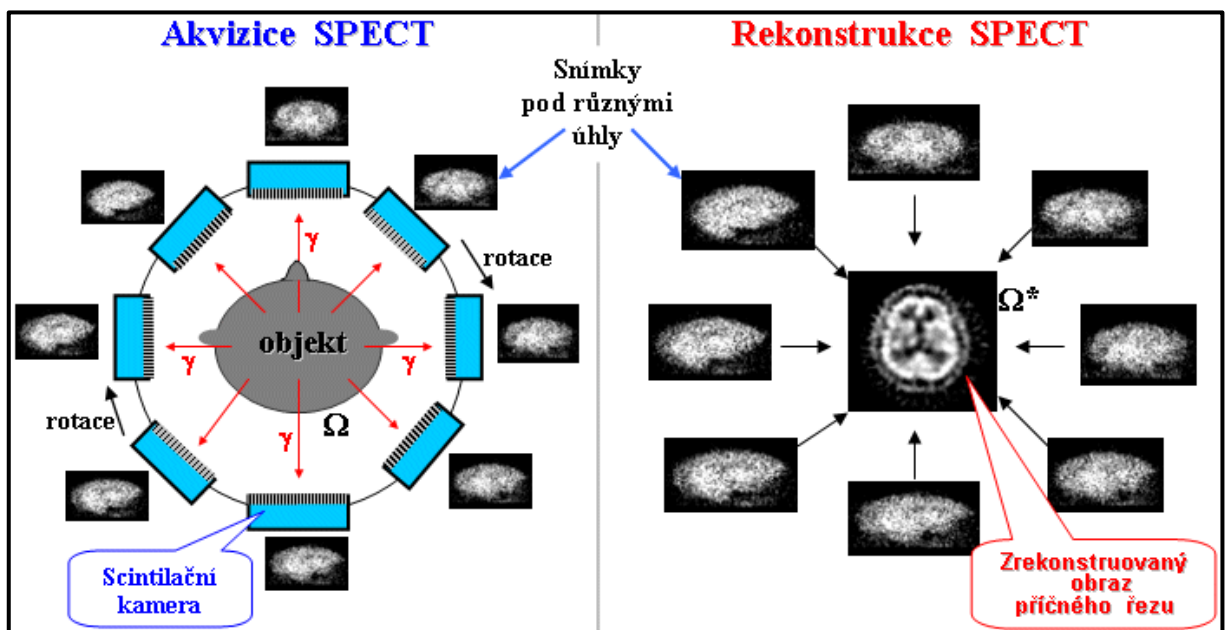 Akvizice SPECT
Snímky
pod různými
úhly
γ
rotace
objekt
γ
γ
rotace
γ
Ω
Scintilační
kamera
Rekonstrukce SPECT
Ω*
Zrekonstruovaný
obraz
příčného řezu